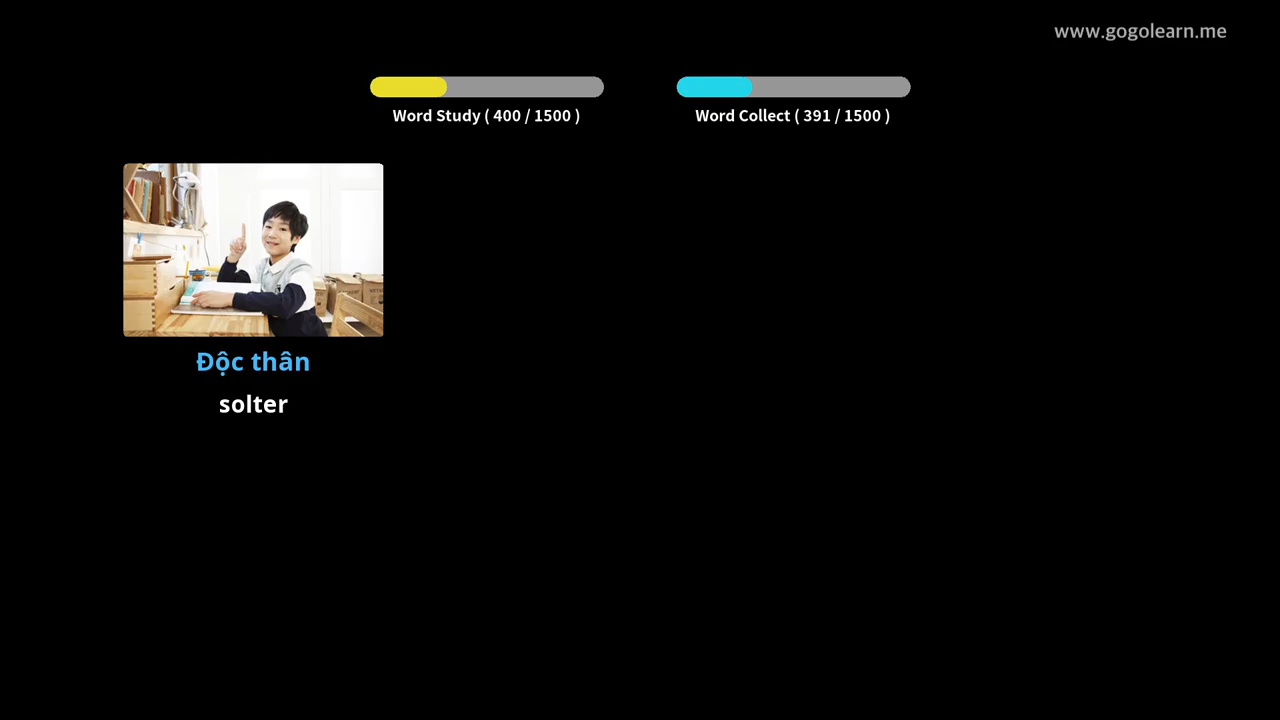 www.gogolearn.me
Word Study ( 400 / 1500 )
Word Collect ( 391 / 1500 )
Độc thân
solter